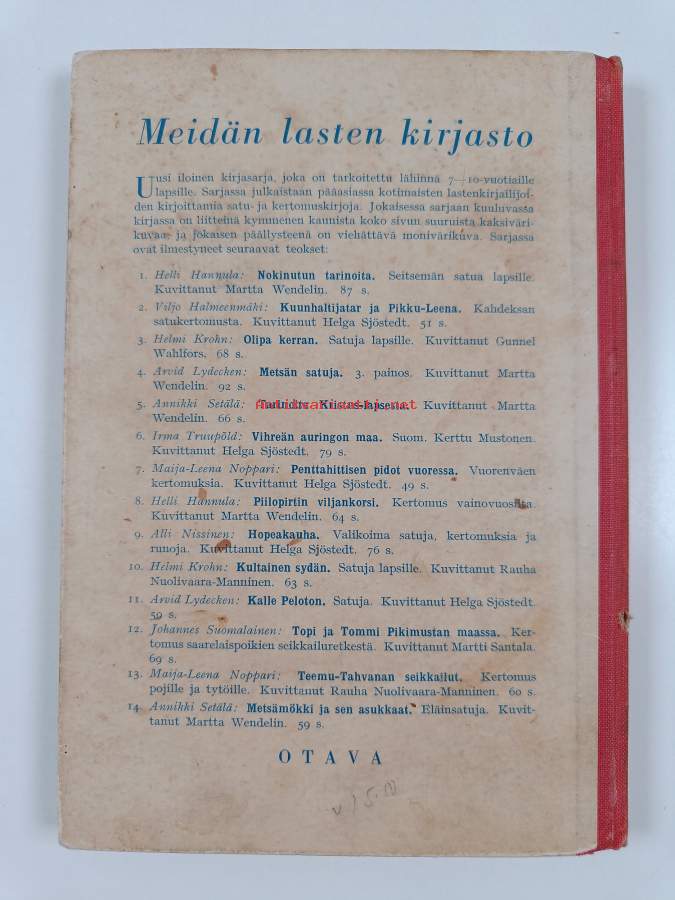 Meidän lasten kirjasto
Uusi iloinen kirjasarja, joka on tarkoitettu lähinnä 7—10-vuotiaille
lapsille. Sarjassa julkaistaan pääasiassa kotimaisten lastenkirjailijoi-
den kirjoittamia satu- ja kertomuskirjoja. Jokaisessa sarjaan kuuluvassa
kirjassa on liitteinä kymmenen kaunista koko sivun suuruista kaksiväri-
kuvaa, ja jokaisen päällysteenä on viehättävä monivärikuva. Sarjassa
ovat ilmestyneet seuraavat teokset:
1. Helli Hannula: Nokinutun tarinoita. Seitsemän satua lapsille.
Kuvittanut Martta Wendelin. 87 s.
2. Viljo Halmeenmäki: Kuunhaltijatar ja Pikku-Leena. Kahdeksan
satukertomusta. Kuvittanut Helga Sjöstedt. 51 s.
3. Helmi Krohn: Olipa kerran. Satuja lapsille. Kuvittanut Gunnel
Wahlfors. 68 s.
4. Arvid Lydecken: Metsän satuja. 3. painos. Kuvittanut Martta
Wendelin. 92 s.
5. Annikki Setälä: Kuvittanut Martta
Wendelin. 66 s.
6. Irma Truupõld: Vihreän auringon maa. Suom. Kerttu Mustonen.
Kuvittanut Helga Sjöstedt. 79 s.
7. Maija-Leena Noppari: Penttahittisen pidot vuoressa. Vuorenväen
kertomuksia. Kuvittanut Helga Sjöstedt. 49 s.
8. Helli Hannula: Piilopirtin viljankorsi. Kertomus vainovuosilta.
Kuvittanut Martta Wendelin. 64 s.
9. Alli Nissinen: Hopeakauha. Valikoima satuja, kertomuksia ja
runoja. Kuvittanut Helga Sjöstedt. 76 s.
10. Helmi Krohn: Kultainen sydän. Satuja lapsille. Kuvittanut Rauha
Nuolivaara-Manninen. 63 s.
11. Arvid Lydecken: Kalle Peloton. Satuja. Kuvittanut Helga Sjöstedt.
59 s.
12. Johannes Suomalainen: Topi ja Tommi Pikimustan maassa. Ker-
tomus saarelaispoikien seikkailuretkestä. Kuvittanut Martti Santala.
69 s.
13. Maija-Leena Noppari: Teemu-Tahvanan seikkailut. Kertomus
pojille ja tytöille. Kuvittanut Rauha Nuolivaara-Manninen. 60 s.
14. Annikki Setälä: Metsämökki ja sen asukkaat. Eläinsatuja. Kuvit-
tanut Martta Wendelin. 59 s.
OTAVA